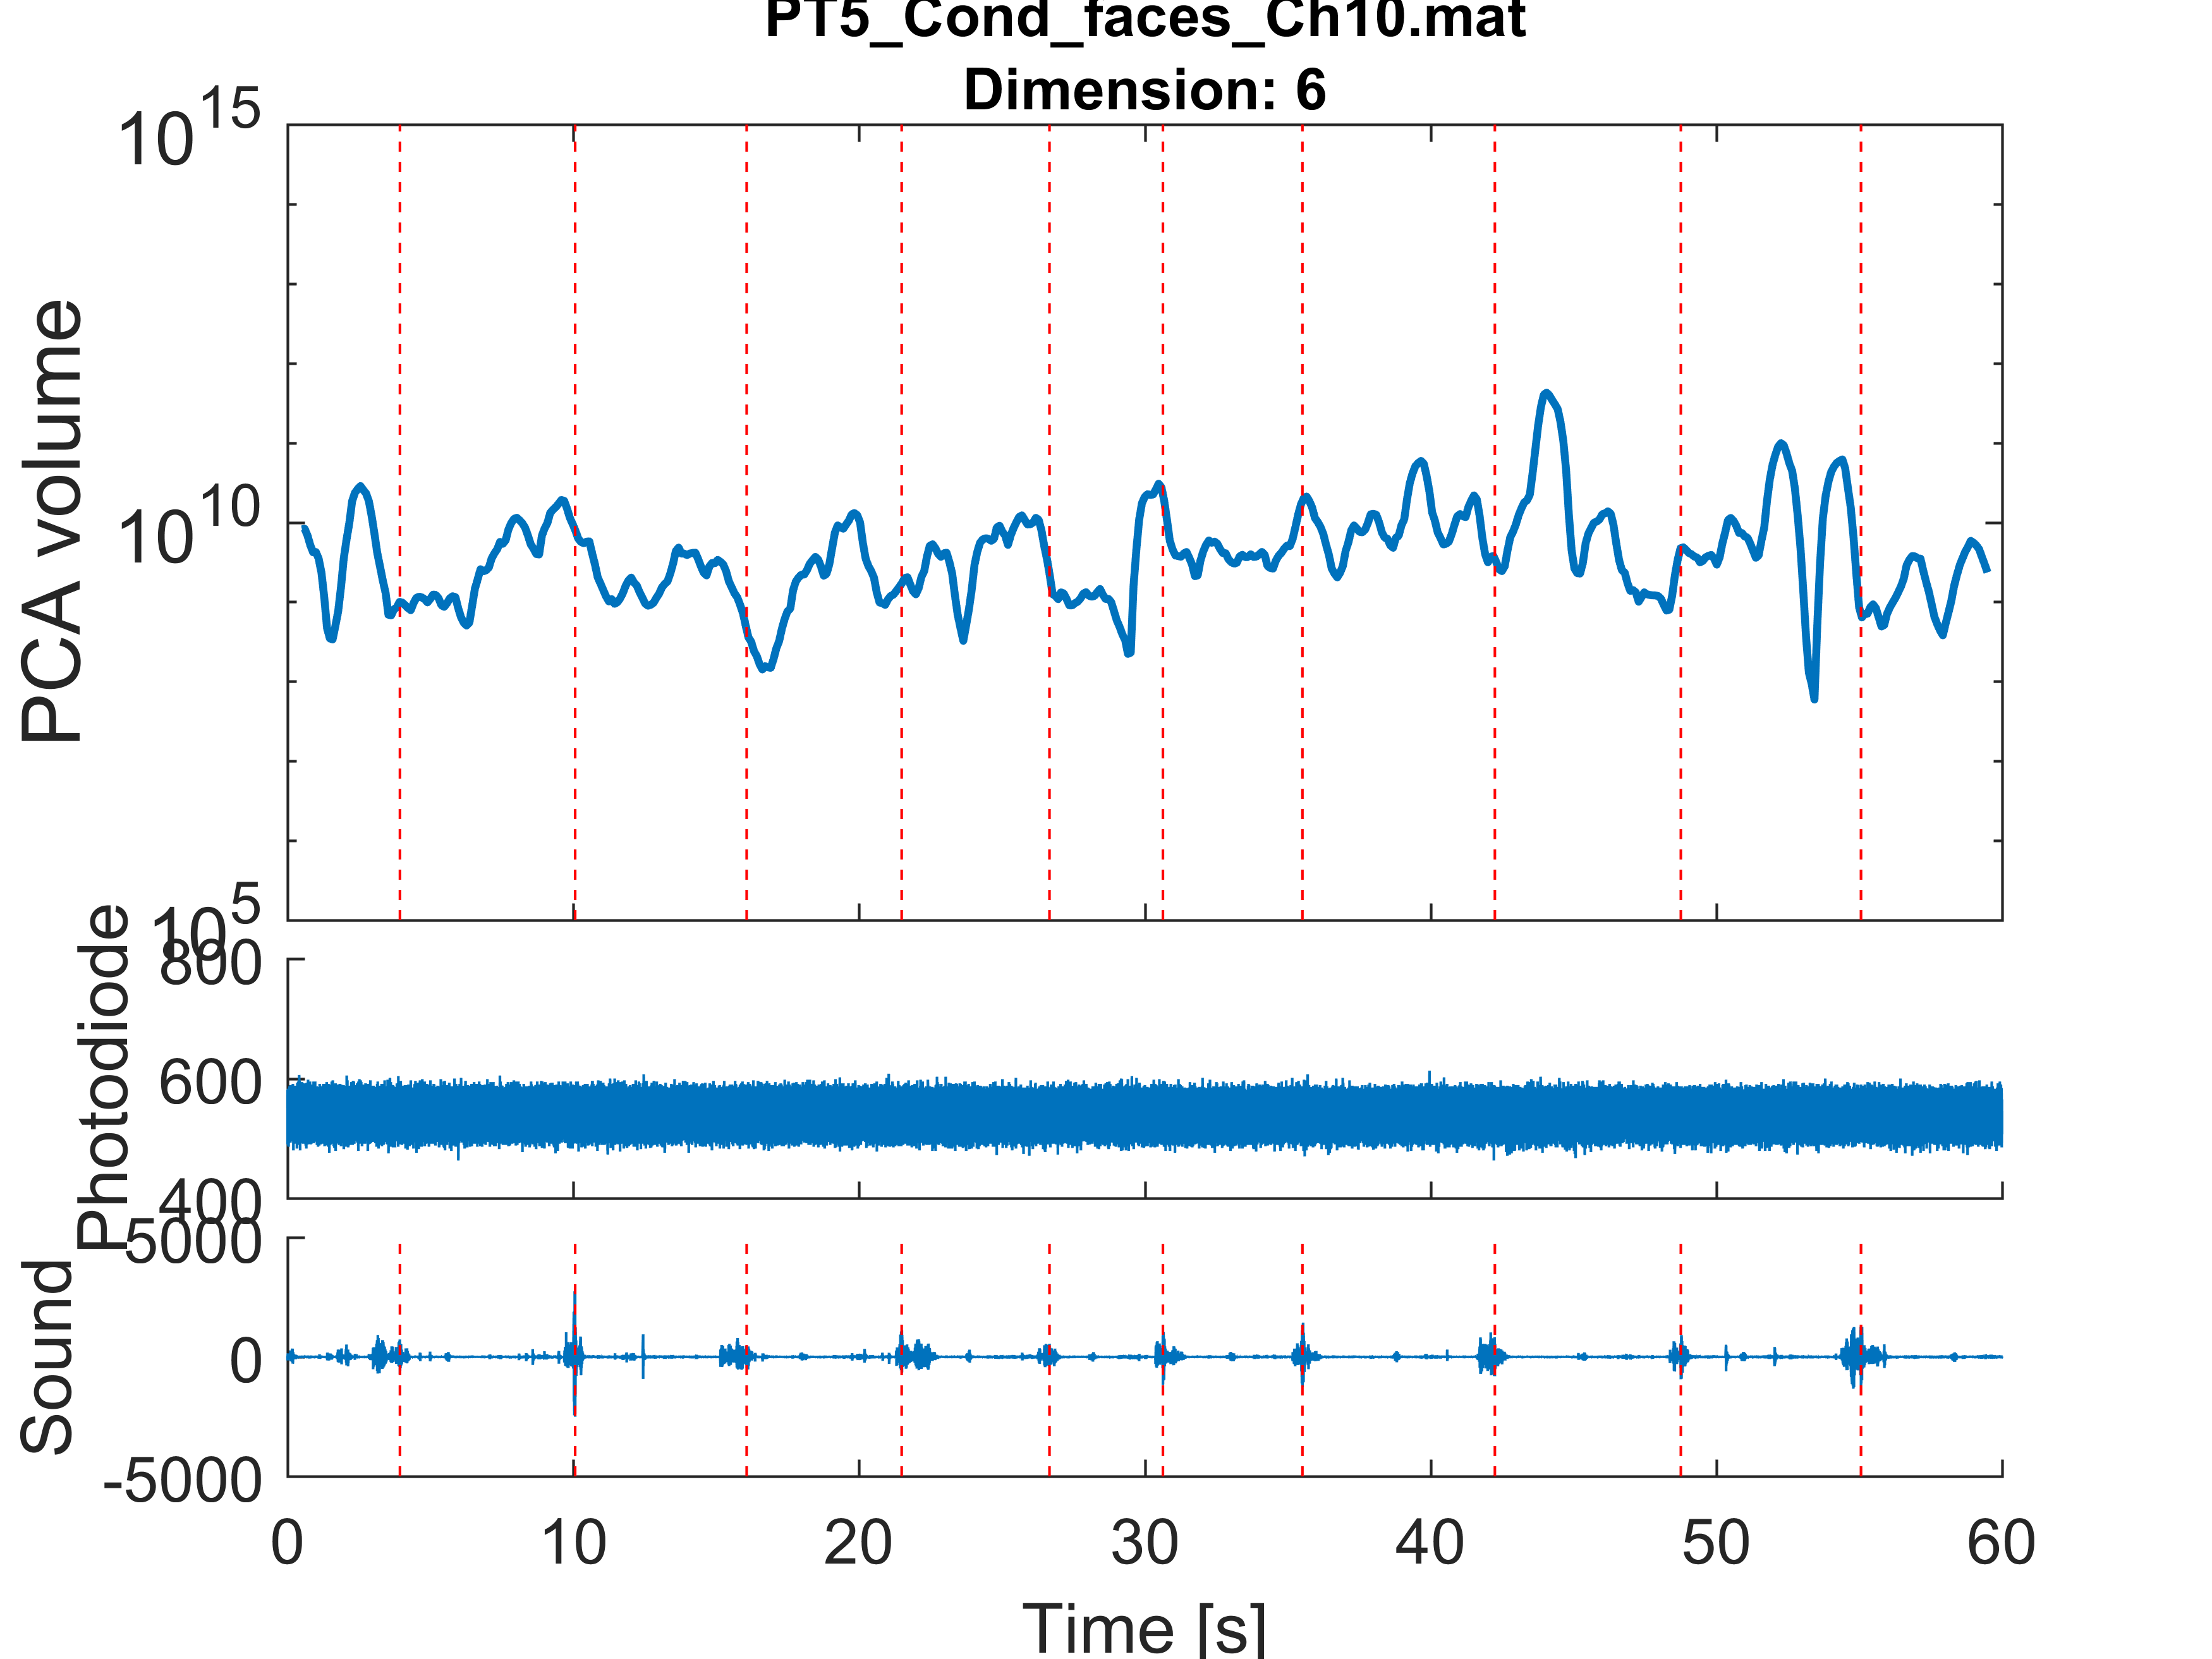 PT5_Cond_faces_Ch10.mat
Dimension: 6
10^15
10^10
10^5
PCA volume
800
600
400
Photodiode
5000
0
-5000
Sound
0 10 20 30 40 50 60
Time [s]